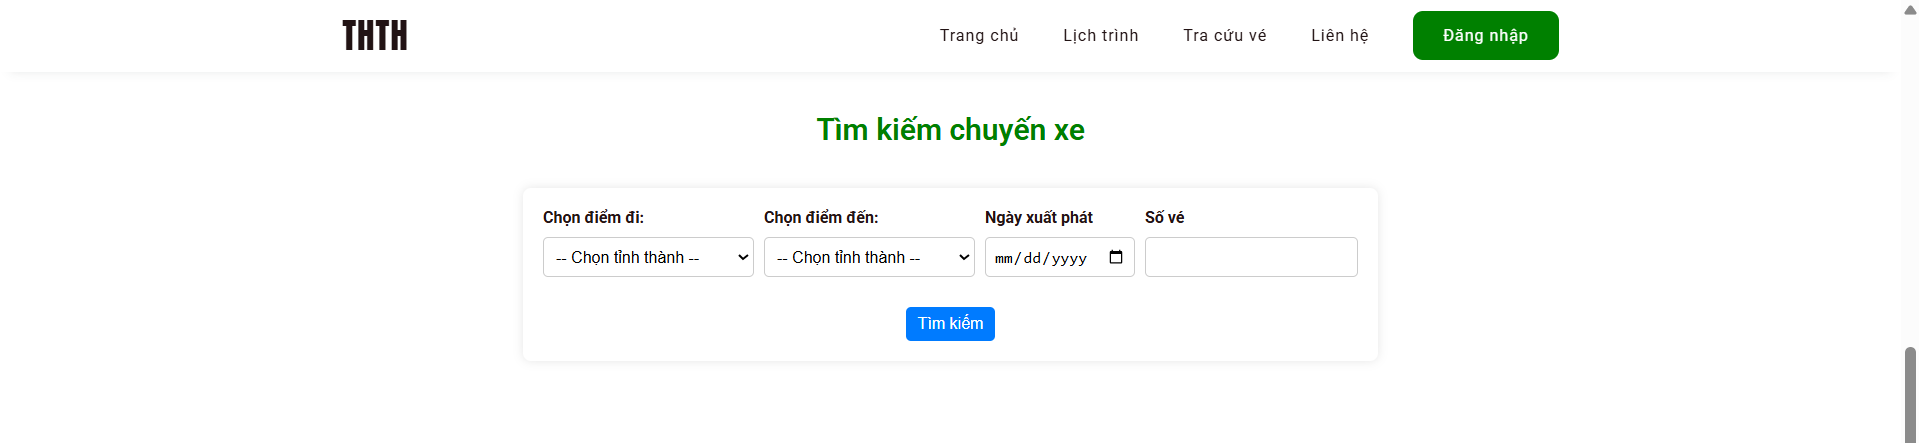 THTH
Trang chủ
Lịch trình
Tra cứu vé
Liên hệ
Đăng nhập
Tìm kiếm chuyến xe
Chọn điểm đi:
Chọn điểm đến:
Ngày xuất phát
Số vé
-- Chọn tỉnh thành --
-- Chọn tỉnh thành --
mm/dd/yyyy
Tìm kiếm